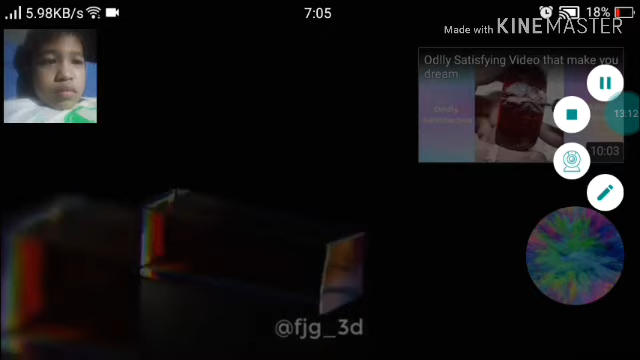 5.98KB/s
7:05
18%
Made with KINEMASTER
Odlly Satisfying Video that make you
dream
13:12
10:03
@fjg_3d